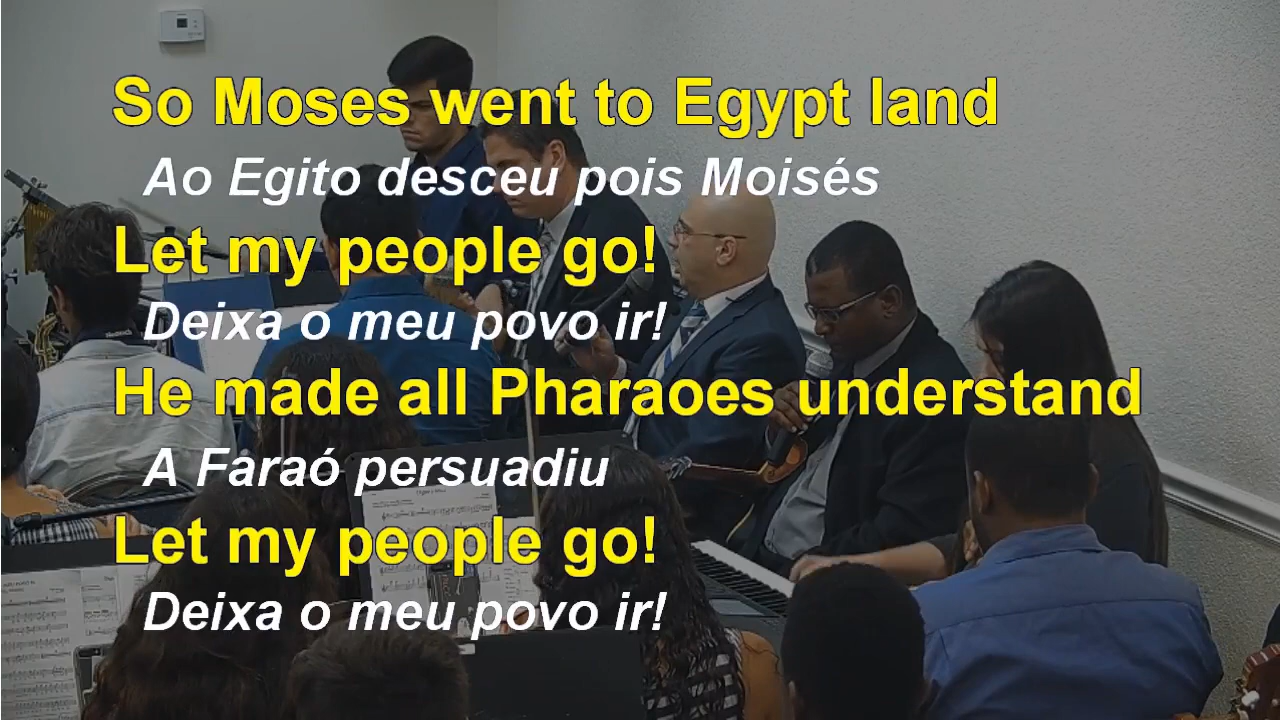 So Moses went to Egypt land
Ao Egito desceu pois Moisés
Let my people go!
Deixa o meu povo ir!
He made all Pharaoes understand
A Faraó persuadiu
Let my people go!
Deixa o meu povo ir!